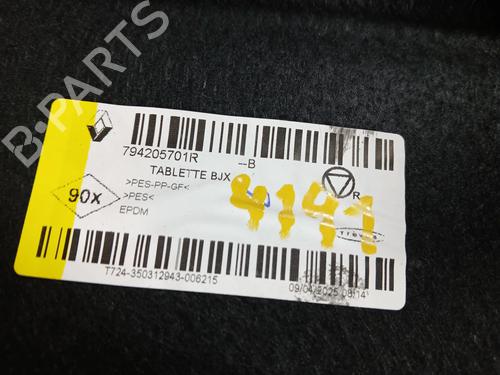 B-PARTS
794205701R --B
TABLETTE BJX
>PES-PP-GF<
>PES<
EPDM
90X
R
4141
Treves
T724-350312943-006215
09/04/2025 08:14